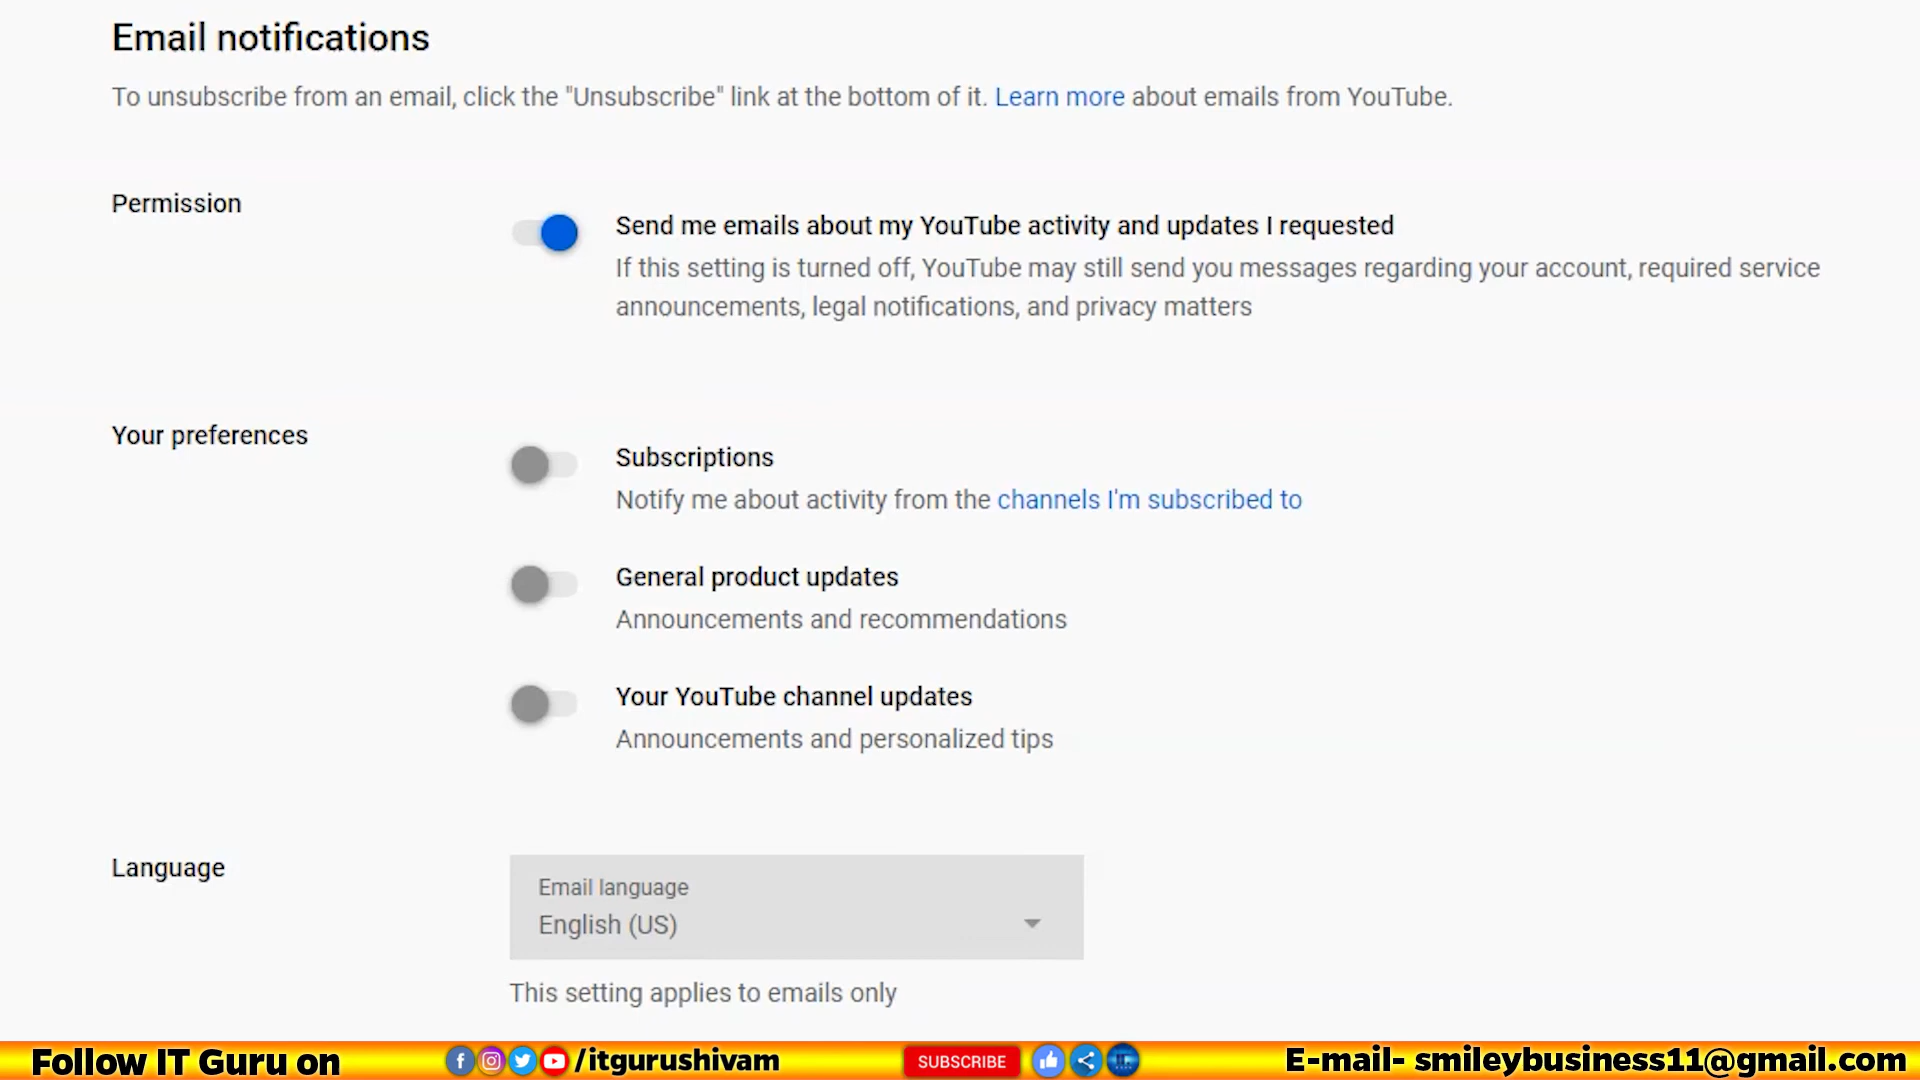 Email notifications
To unsubscribe from an email, click the "Unsubscribe" link at the bottom of it. Learn more about emails from YouTube.
Permission
Send me emails about my YouTube activity and updates I requested
If this setting is turned off, YouTube may still send you messages regarding your account, required service
announcements, legal notifications, and privacy matters
Your preferences
Subscriptions
Notify me about activity from the channels I'm subscribed to
General product updates
Announcements and recommendations
Your YouTube channel updates
Announcements and personalized tips
Language
Email language
English (US)
This setting applies to emails only
Follow IT Guru on /itgurushivam SUBSCRIBE E-mail- smileybusiness11@gmail.com